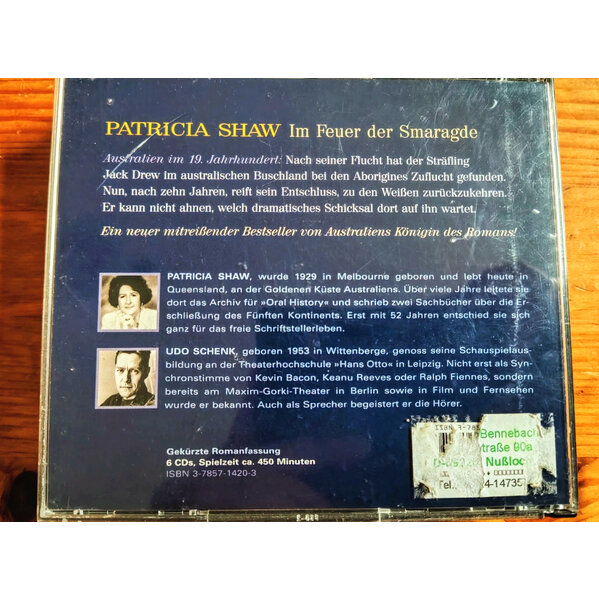 PATRICIA SHAW Im Feuer der Smaragde
Australien im 19. Jahrhundert: Nach seiner Flucht hat der Sträfling
Jack Drew im australischen Buschland bei den Aborigines Zuflucht gefunden.
Nun, nach zehn Jahren, reift sein Entschluss, zu den Weißen zurückzukehren.
Er kann nicht ahnen, welch dramatisches Schicksal dort auf ihn wartet.
Ein neuer mitreißender Bestseller von Australiens Königin des Romans!
PATRICIA SHAW, wurde 1929 in Melbourne geboren und lebt heute in
Queensland, an der Goldenen Küste Australiens. Über viele Jahre leitete sie
dort das Archiv für »Oral History« und schrieb zwei Sachbücher über die Er-
schließung des Fünften Kontinents. Erst mit 52 Jahren entschied sie sich
ganz für das freie Schriftstellerleben.
UDO SCHENK, geboren 1953 in Wittenberge, genoss seine Schauspielaus-
bildung an der Theaterhochschule »Hans Otto« in Leipzig. Nicht erst als Syn-
chronstimme von Kevin Bacon, Keanu Reeves oder Ralph Fiennes, sondern
bereits am Maxim-Gorki-Theater in Berlin sowie in Film und Fernsehen
wurde er bekannt. Auch als Sprecher begeistert er die Hörer.
Gekürzte Romanfassung
6 CDs, Spielzeit ca. 450 Minuten
ISBN 3-7857-1420-3
ISBN 3-785
Bennebach
straße 90a
Nußloc
Tel. 4-14735